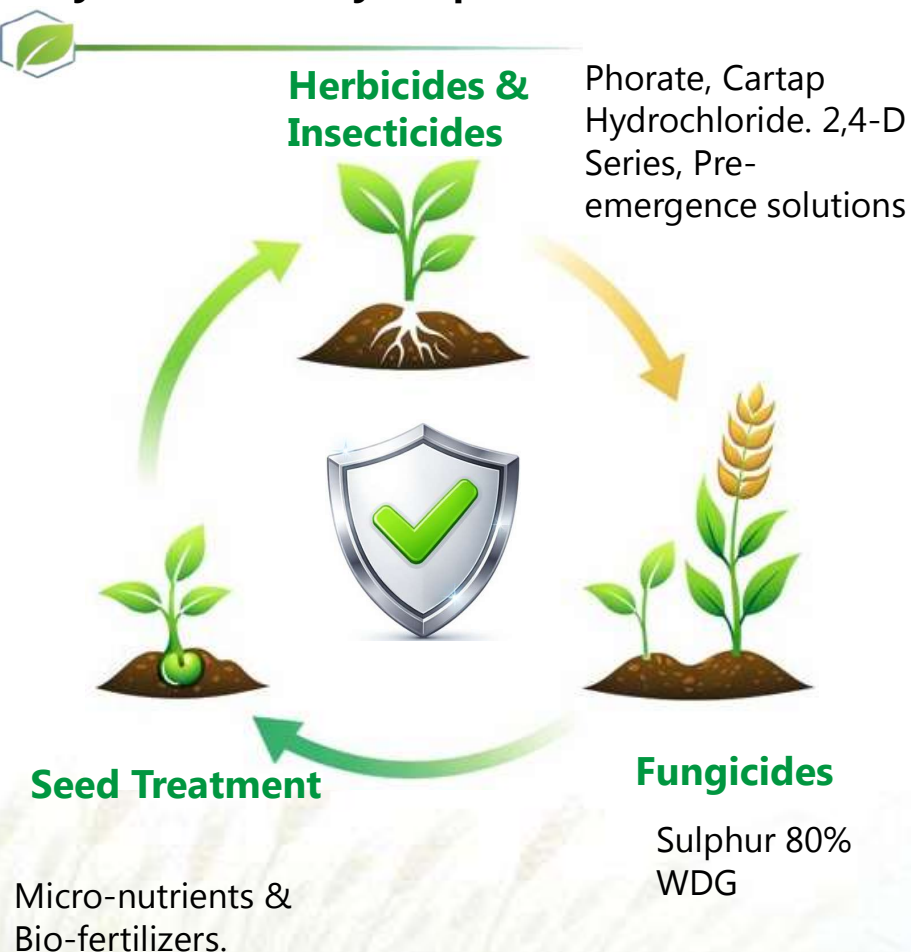 Herbicides &
Insecticides
Phorate, Cartap
Hydrochloride. 2,4-D
Series, Pre-
emergence solutions
Seed Treatment
Micro-nutrients &
Bio-fertilizers.
Fungicides
Sulphur 80%
WDG